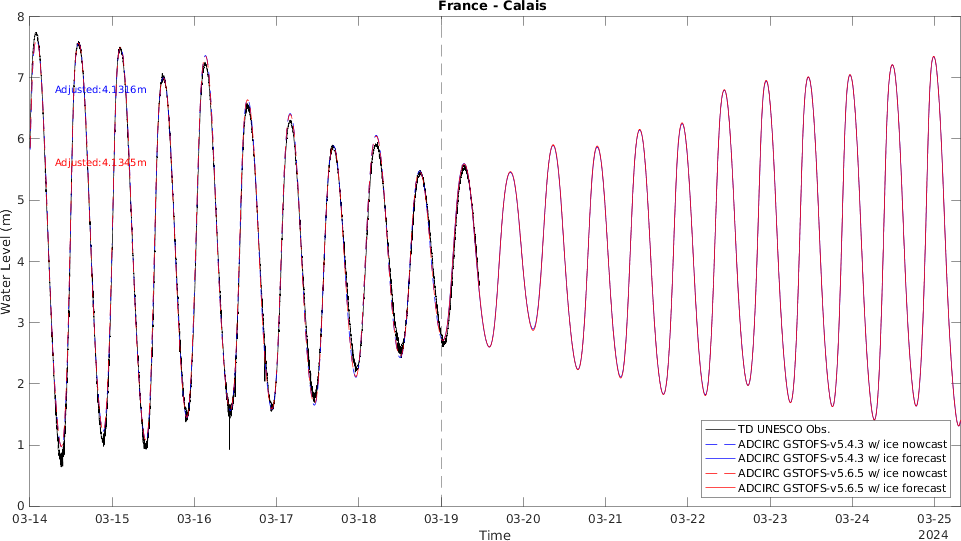 France - Calais
8
7
6
5
4
3
2
1
0
Water Level (m)
Adjusted:4.1316m
Adjusted:4.1345m
TD UNESCO Obs.
ADCIRC GSTOFS-v5.4.3 w/ ice nowcast
ADCIRC GSTOFS-v5.4.3 w/ ice forecast
ADCIRC GSTOFS-v5.6.5 w/ ice nowcast
ADCIRC GSTOFS-v5.6.5 w/ ice forecast
03-14 03-15 03-16 03-17 03-18 03-19 03-20 03-21 03-22 03-23 03-24 03-25
Time 2024